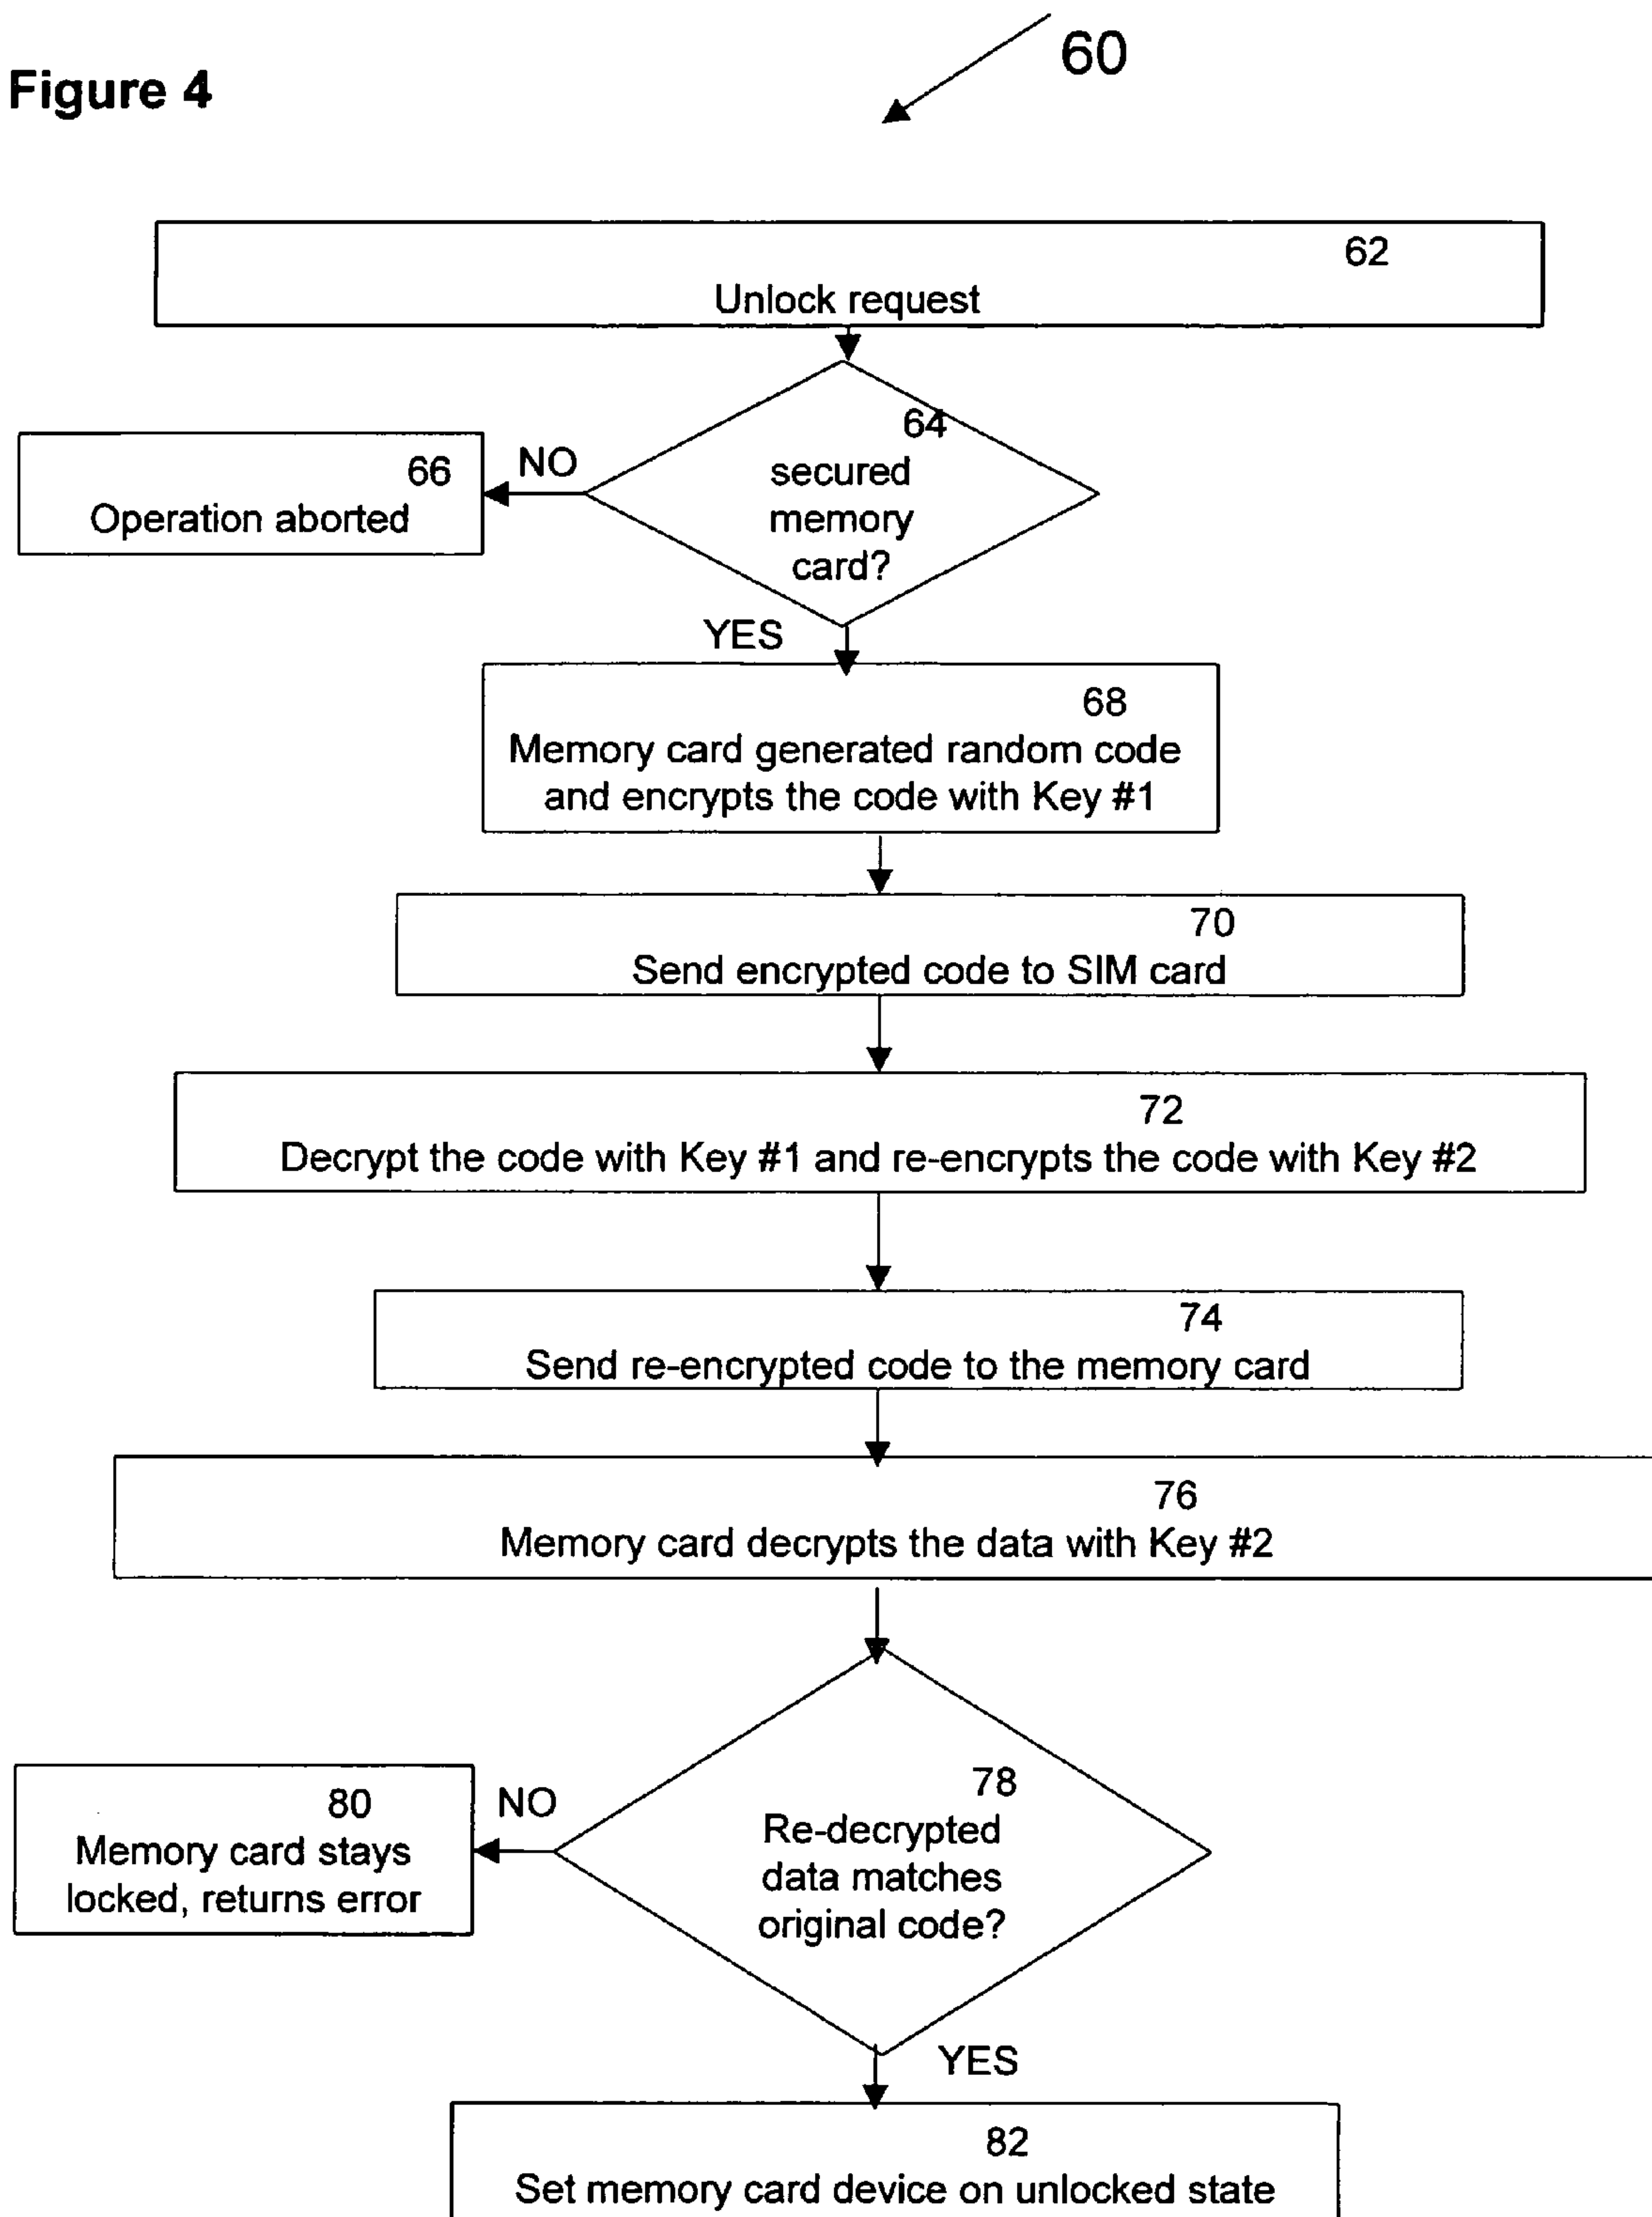 60
Figure 4
62
Unlock request
64
secured
memory
card?
NO
66
Operation aborted
YES
68
Memory card generated random code
and encrypts the code with Key #1
70
Send encrypted code to SIM card
72
Decrypt the code with Key #1 and re-encrypts the code with Key #2
74
Send re-encrypted code to the memory card
76
Memory card decrypts the data with Key #2
78
Re-decrypted
data matches
original code?
NO
80
Memory card stays
locked, returns error
YES
82
Set memory card device on unlocked state